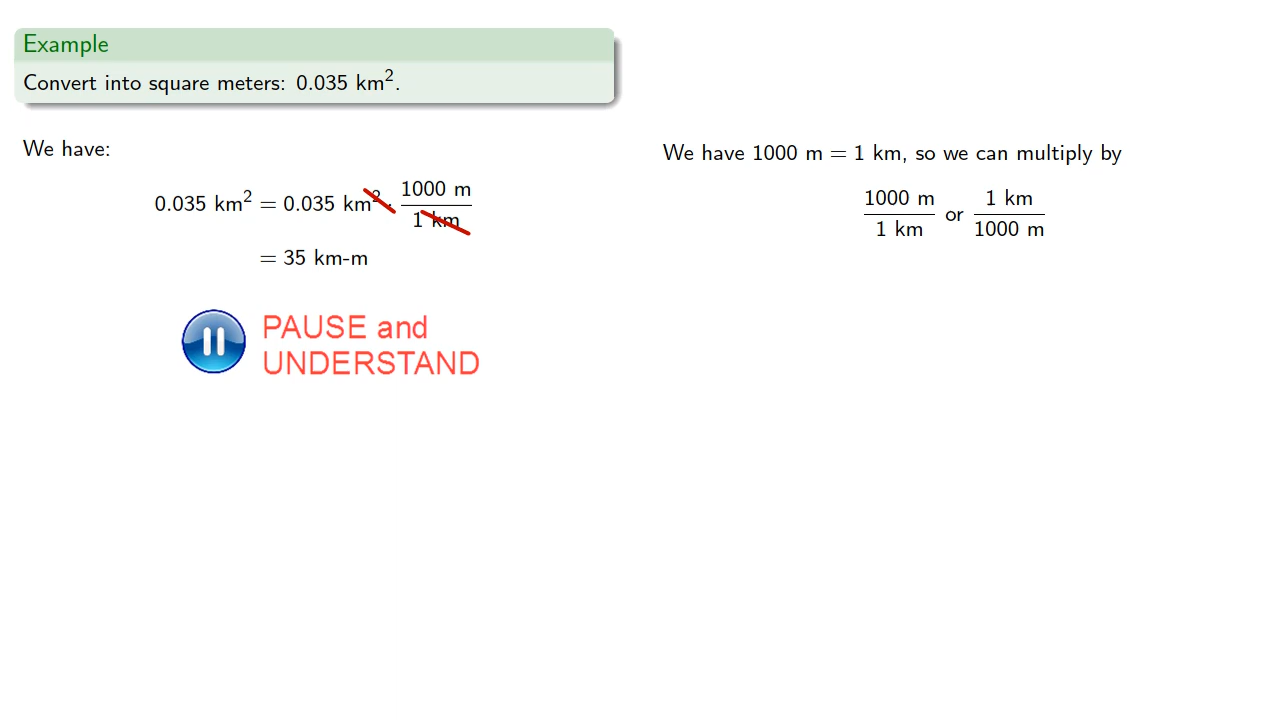 Example
Convert into square meters: 0.035 km².
We have:
0.035 km² = 0.035 km² · 1000 m / 1 km
= 35 km-m
PAUSE and
UNDERSTAND
We have 1000 m = 1 km, so we can multiply by
1000 m / 1 km or 1 km / 1000 m